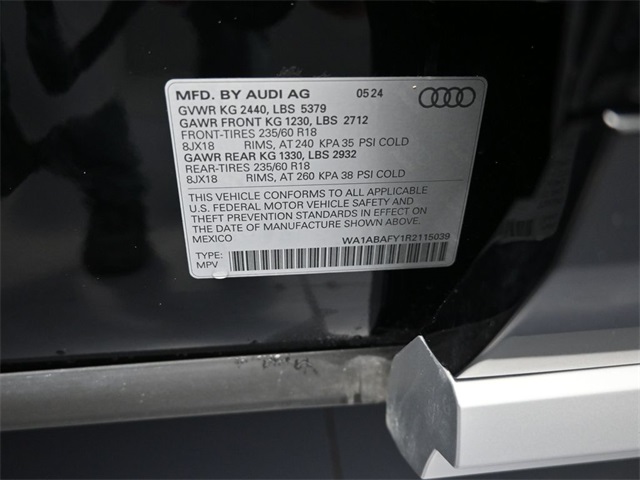 MFD. BY AUDI AG 0524
GVWR KG 2440, LBS 5379
GAWR FRONT KG 1230, LBS 2712
FRONT-TIRES 235/60 R18
8JX18 RIMS, AT 240 KPA 35 PSI COLD
GAWR REAR KG 1330, LBS 2932
REAR-TIRES 235/60 R18
8JX18 RIMS, AT 260 KPA 38 PSI COLD
THIS VEHICLE CONFORMS TO ALL APPLICABLE
U.S. FEDERAL MOTOR VEHICLE SAFETY AND
THEFT PREVENTION STANDARDS IN EFFECT ON
THE DATE OF MANUFACTURE SHOWN ABOVE.
MEXICO WA1ABAFY1R2115039
TYPE:
MPV